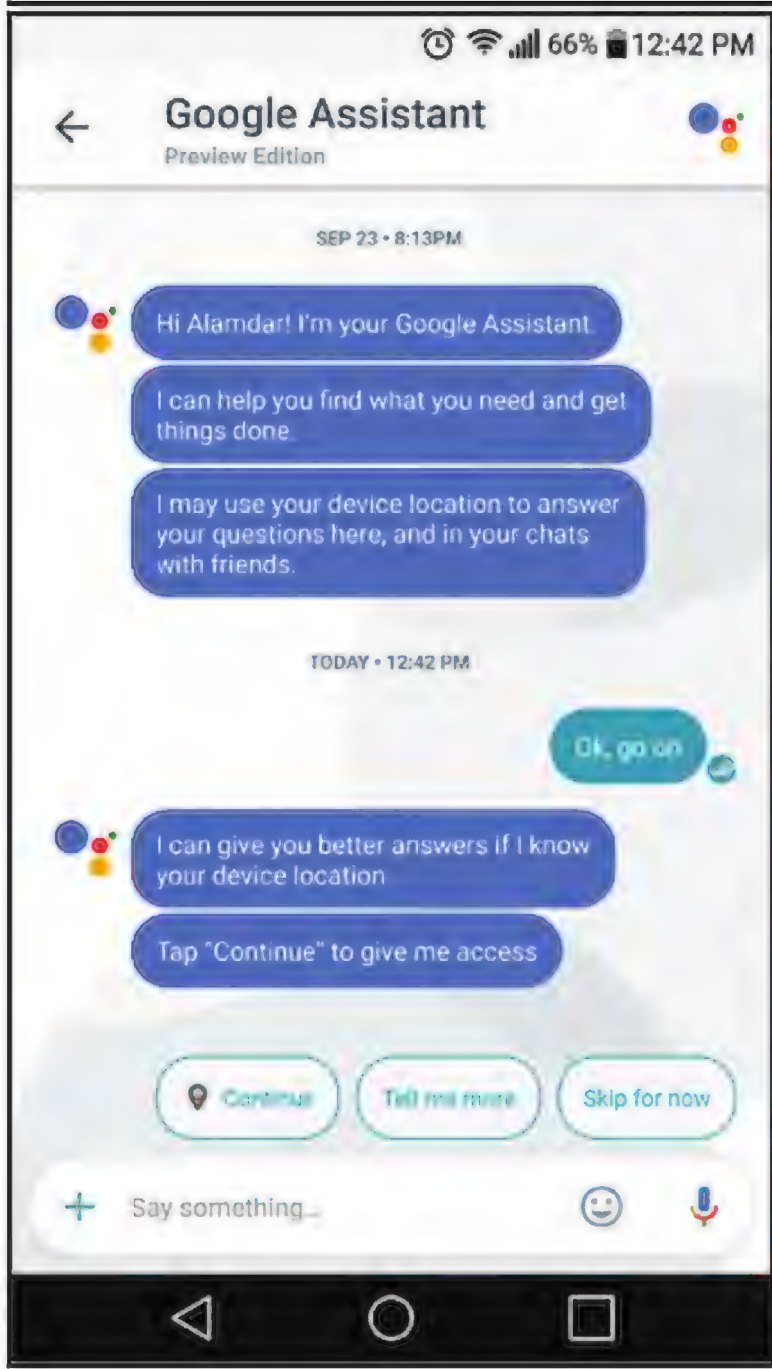 66% 12:42 PM
Google Assistant
Preview Edition
SEP 23 • 8:13PM
Hi Alamdar! I'm your Google Assistant.
I can help you find what you need and get
things done.
I may use your device location to answer
your questions here, and in your chats
with friends.
TODAY • 12:42 PM
Ok, go on
I can give you better answers if I know
your device location
Tap "Continue" to give me access
Continue
Tell me more
Skip for now
Say something...